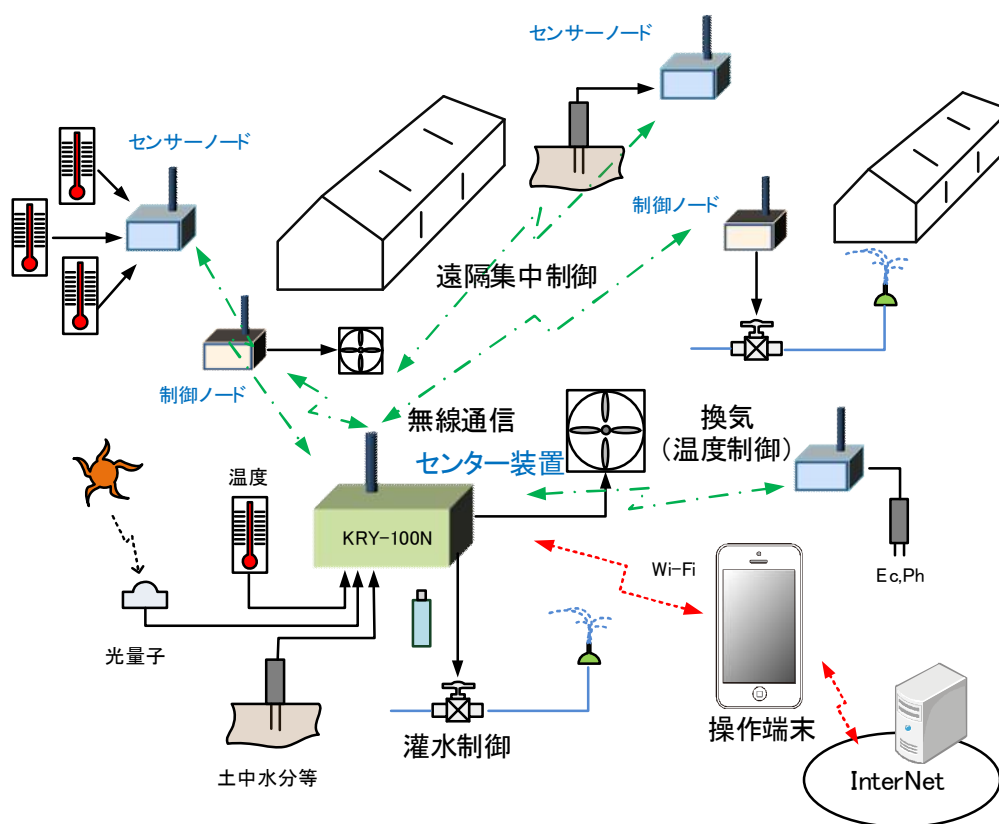 センサーノード
センサーノード
制御ノード
遠隔集中制御
制御ノード
無線通信
換気
（温度制御）
センター装置
温度
KRY-100N
Wi-Fi
Ec,Ph
光量子
灌水制御
操作端末
土中水分等
InterNet